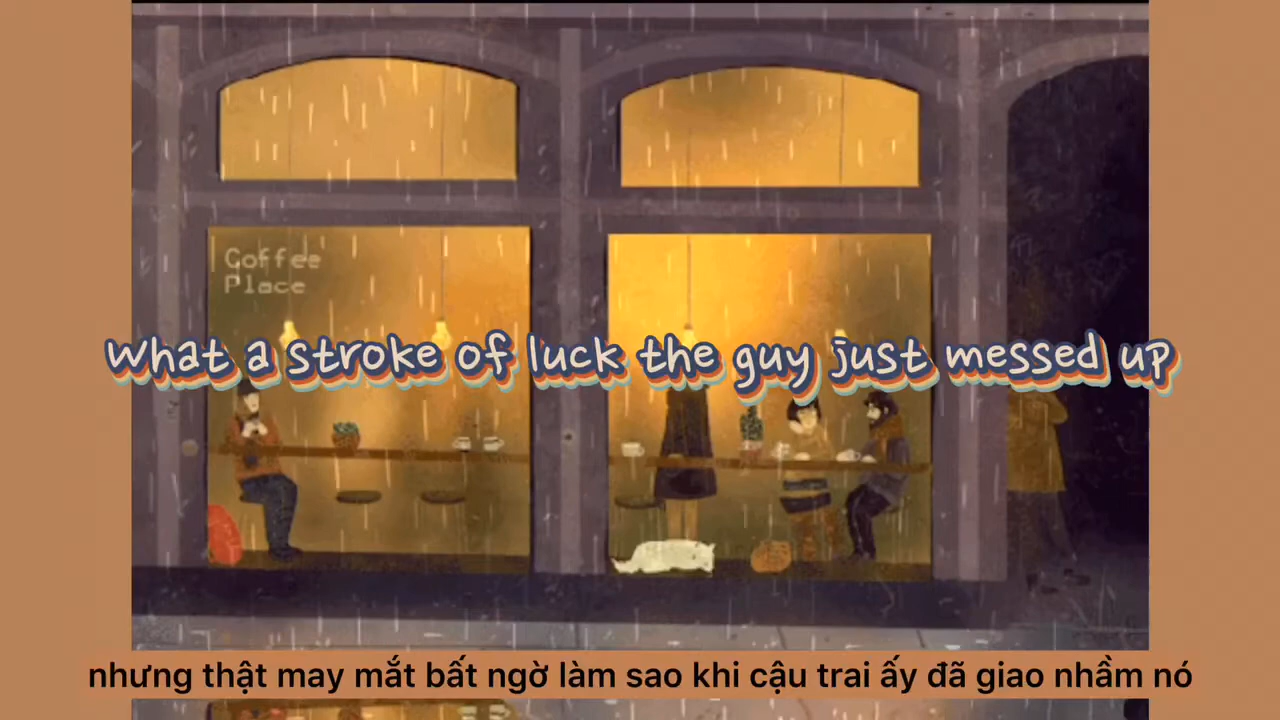 Coffee
Place
What a stroke of luck the guy just messed up
nhưng thật may mắt bất ngờ làm sao khi cậu trai ấy đã giao nhầm nó